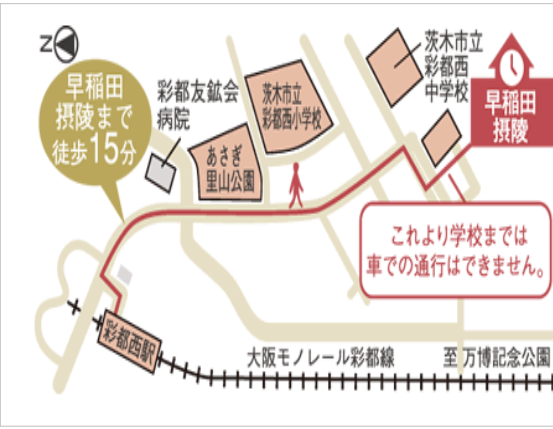 Z
早稲田
摂陵まで
徒歩15分
彩都友鉱会
病院
あさぎ
里山公園
茨木市立
彩都西小学校
茨木市立
彩都西
中学校
早稲田
摂陵
これより学校までは
車での通行はできません。
彩都西駅
大阪モノレール彩都線
至万博記念公園